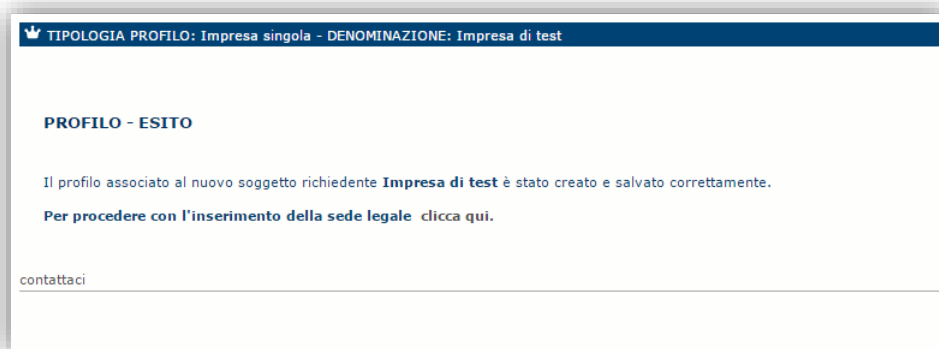 TIPOLOGIA PROFILO: Impresa singola - DENOMINAZIONE: Impresa di test
PROFILO - ESITO
Il profilo associato al nuovo soggetto richiedente Impresa di test è stato creato e salvato correttamente.
Per procedere con l'inserimento della sede legale clicca qui.
contattaci